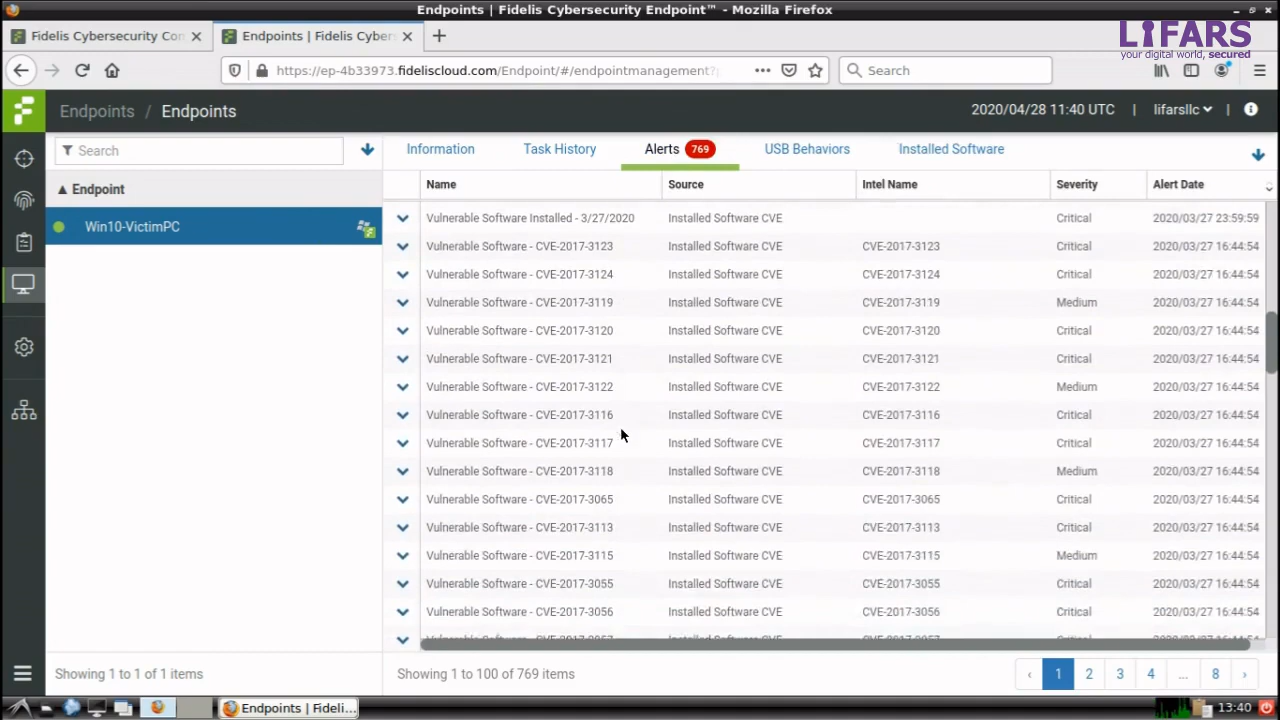 Endpoints | Fidelis Cybersecurity Endpoint™ - Mozilla Firefox
Fidelis Cybersecurity Con
Endpoints | Fidelis Cyber
LIFARS
your digital world, secured
https://ep-4b33973.fideliscloud.com/Endpoint/#/endpointmanagement?
Search
Endpoints / Endpoints
2020/04/28 11:40 UTC | lifarsllc |
Search
Information Task History Alerts 769 USB Behaviors Installed Software
Endpoint
Win10-VictimPC
Name Source Intel Name Severity Alert Date
Vulnerable Software Installed - 3/27/2020 Installed Software CVE Critical 2020/03/27 23:59:59
Vulnerable Software - CVE-2017-3123 Installed Software CVE CVE-2017-3123 Critical 2020/03/27 16:44:54
Vulnerable Software - CVE-2017-3124 Installed Software CVE CVE-2017-3124 Critical 2020/03/27 16:44:54
Vulnerable Software - CVE-2017-3119 Installed Software CVE CVE-2017-3119 Medium 2020/03/27 16:44:54
Vulnerable Software - CVE-2017-3120 Installed Software CVE CVE-2017-3120 Critical 2020/03/27 16:44:54
Vulnerable Software - CVE-2017-3121 Installed Software CVE CVE-2017-3121 Critical 2020/03/27 16:44:54
Vulnerable Software - CVE-2017-3122 Installed Software CVE CVE-2017-3122 Medium 2020/03/27 16:44:54
Vulnerable Software - CVE-2017-3116 Installed Software CVE CVE-2017-3116 Critical 2020/03/27 16:44:54
Vulnerable Software - CVE-2017-3117 Installed Software CVE CVE-2017-3117 Critical 2020/03/27 16:44:54
Vulnerable Software - CVE-2017-3118 Installed Software CVE CVE-2017-3118 Medium 2020/03/27 16:44:54
Vulnerable Software - CVE-2017-3065 Installed Software CVE CVE-2017-3065 Critical 2020/03/27 16:44:54
Vulnerable Software - CVE-2017-3113 Installed Software CVE CVE-2017-3113 Critical 2020/03/27 16:44:54
Vulnerable Software - CVE-2017-3115 Installed Software CVE CVE-2017-3115 Medium 2020/03/27 16:44:54
Vulnerable Software - CVE-2017-3055 Installed Software CVE CVE-2017-3055 Critical 2020/03/27 16:44:54
Vulnerable Software - CVE-2017-3056 Installed Software CVE CVE-2017-3056 Critical 2020/03/27 16:44:54
Showing 1 to 1 of 1 items
Showing 1 to 100 of 769 items
‹ 1 2 3 4 ... 8 ›
Endpoints | Fideli...
13:40